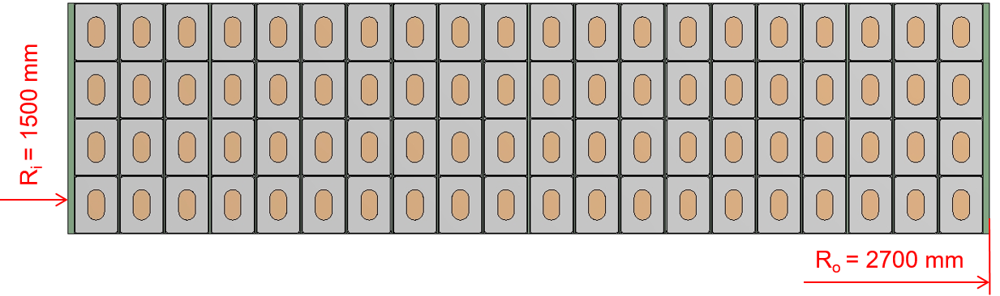 Rᵢ = 1500 mm
Rₒ = 2700 mm